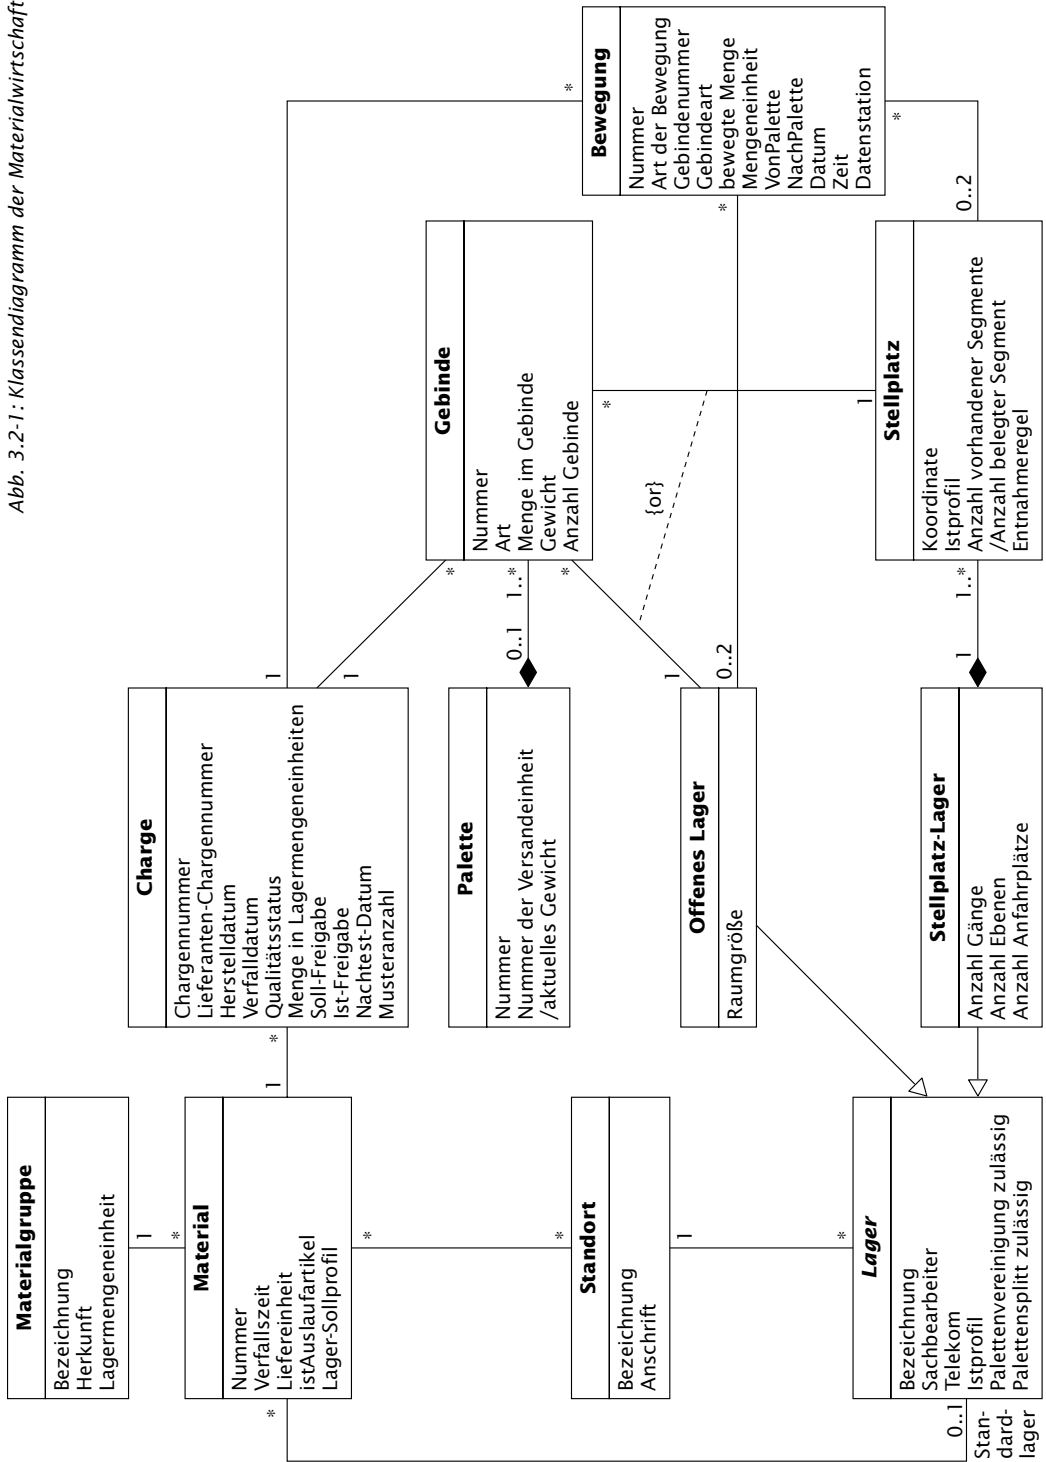 Abb. 3.2-1: Klassendiagramm der Materialwirtschaft
Materialgruppe
Bezeichnung
Herkunft
Lagermengeneinheit
1
*
Material
Nummer
Verfallszeit
Liefereinheit
istAuslaufartikel
Lager-Sollprofil
*
1
*
*
*
Standort
Bezeichnung
Anschrift
1
*
Lager
Bezeichnung
Sachbearbeiter
Telekom
Istprofil
Palettenvereinigung zulässig
Palettensplitt zulässig
0..1
Stan-
dard-
lager
Charge
Chargennummer
Lieferanten-Chargennummer
Herstelldatum
Verfalldatum
Qualitätsstatus
Menge in Lagermengeneinheiten
Soll-Freigabe
Ist-Freigabe
Nachtest-Datum
Musteranzahl
1
1
Palette
Nummer
Nummer der Versandeinheit
/aktuelles Gewicht
0..1
1..*
Offenes Lager
Raumgröße
1
0..2
Stellplatz-Lager
Anzahl Gänge
Anzahl Ebenen
Anzahl Anfahrplätze
1
1..*
Gebinde
Nummer
Art
Menge im Gebinde
Gewicht
Anzahl Gebinde
*
*
*
{or}
1
Stellplatz
Koordinate
Istprofil
Anzahl vorhandener Segmente
/Anzahl belegter Segment
Entnahmeregel
0..2
Bewegung
Nummer
Art der Bewegung
Gebindenummer
Gebindeart
bewegte Menge
Mengeneinheit
VonPalette
NachPalette
Datum
Zeit
Datenstation
*
*
*